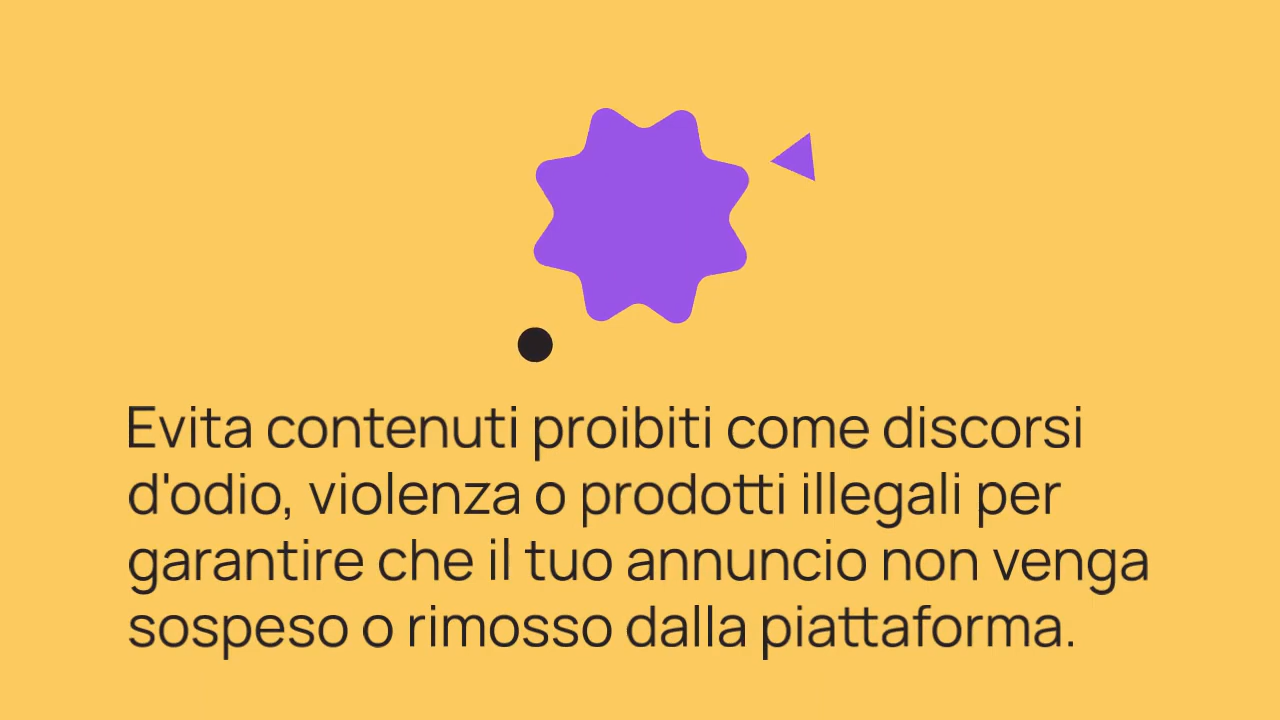 Evita contenuti proibiti come discorsi
d'odio, violenza o prodotti illegali per
garantire che il tuo annuncio non venga
sospeso o rimosso dalla piattaforma.